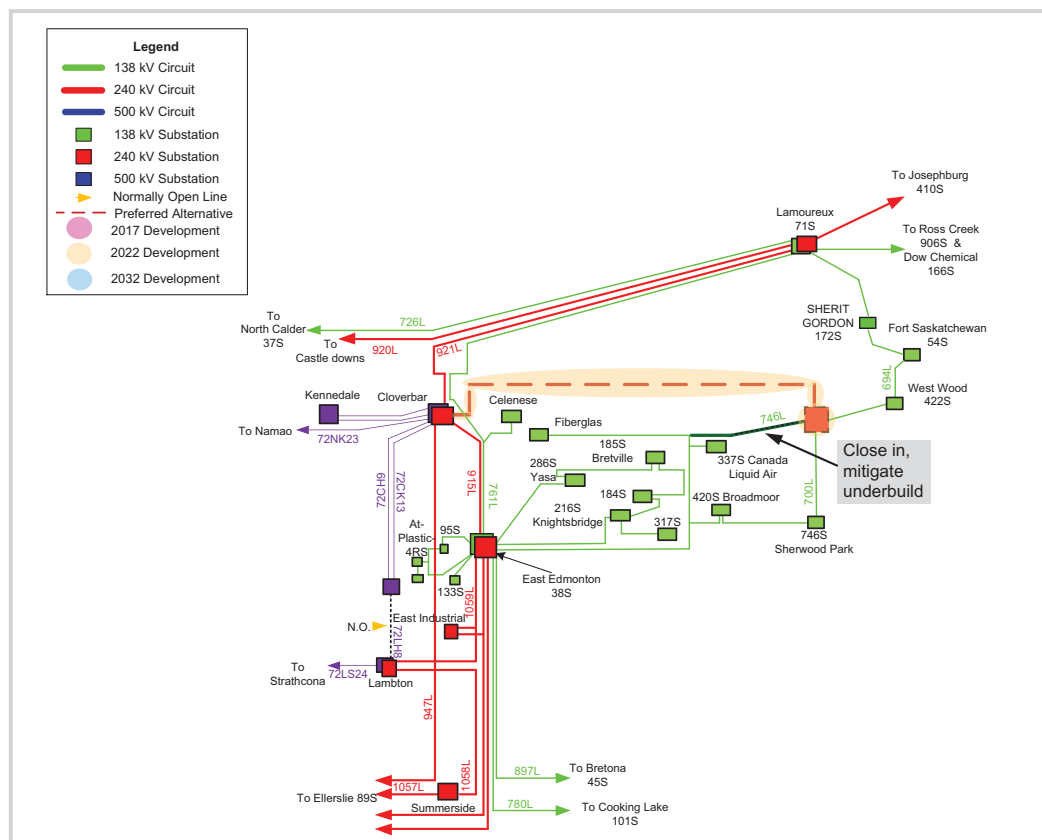 Legend
138 kV Circuit
240 kV Circuit
500 kV Circuit
138 kV Substation
240 kV Substation
500 kV Substation
Normally Open Line
Preferred Alternative
2017 Development
2022 Development
2032 Development
To Josephburg
410S
Lamoureux
71S
To Ross Creek
906S &
Dow Chemical
166S
To
North Calder
37S
726L
To
Castle downs
920L
921L
SHERIT
GORDON
172S
Fort Saskatchewan
54S
694L
West Wood
422S
Kennedale
Cloverbar
Celenese
Fiberglas
746L
To Namao
72NK23
185S
Bretville
286S
Yasa
337S Canada
Liquid Air
Close in,
mitigate
underbuild
9HCZ7
72CK13
915L
761L
184S
216S
Knightsbridge
420S Broadmoor
700L
317S
746S
Sherwood Park
At-
Plastic-
4RS
95S
133S
East Edmonton
38S
1059L
East Industrial
N.O.
72LH8
To
Strathcona
72LS24
Lambton
947L
1058L
897L
To Bretona
45S
1057L
To Ellerslie 89S
Summerside
780L
To Cooking Lake
101S